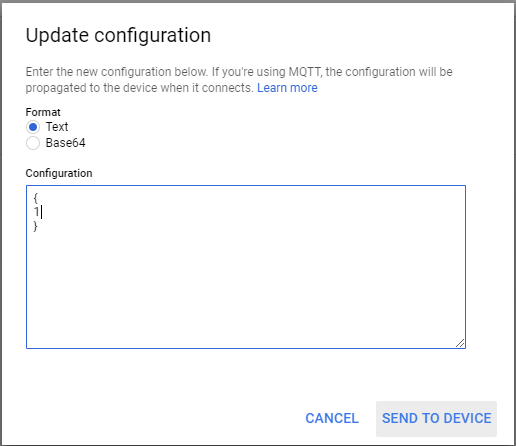 Update configuration
Enter the new configuration below. If you're using MQTT, the configuration will be
propagated to the device when it connects. Learn more
Format
Text
Base64
Configuration
{
1
}
CANCEL
SEND TO DEVICE